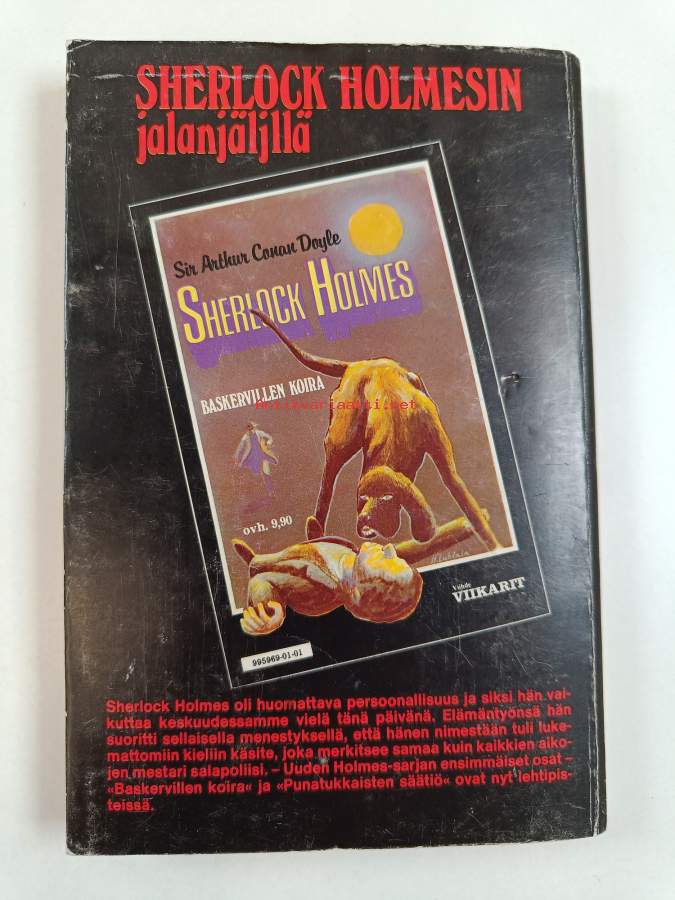 SHERLOCK HOLMESIN
jalanjäljllä
Sir Arthur Conan Doyle
SHERLOCK HOLMES
BASKERVILLEN KOIRA
Antikvariaatti.net
ovh. 9,90
Viihde
VIIKARIT
995969-01-01
Sherlock Holmes oli huomattava persoonallisuus ja siksi hän vai-
kuttaa keskuudessamme vielä tänä päivänä. Elämäntyönsä hän
suoritti sellaisella menestyksellä, että hänen nimestään tuli luke-
mattomiin kieliin käsite, joka merkitsee samaa kuin kaikkien aiko-
jen mestari salapoliisi. – Uuden Holmes-sarjan ensimmäiset osat –
«Baskervillen koira« ja «Punatukkaisten säätiö« ovat nyt lehtipis-
teissä.